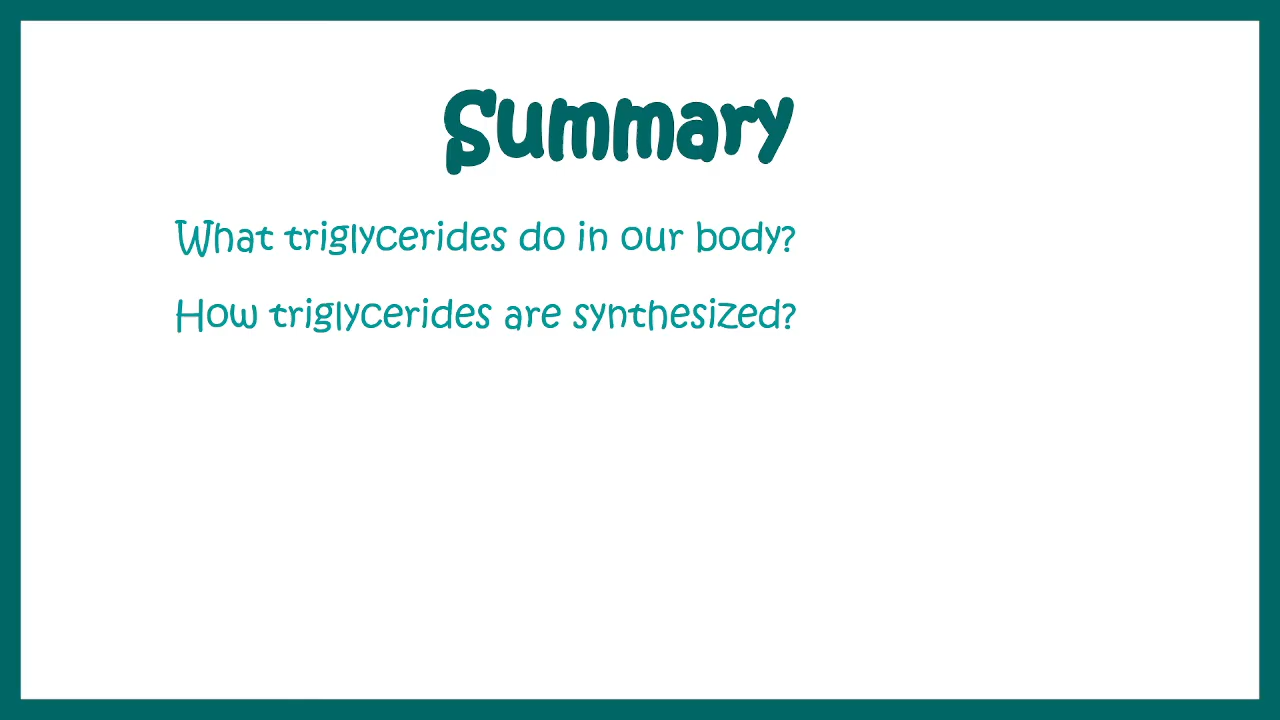 Summary
What triglycerides do in our body?
How triglycerides are synthesized?